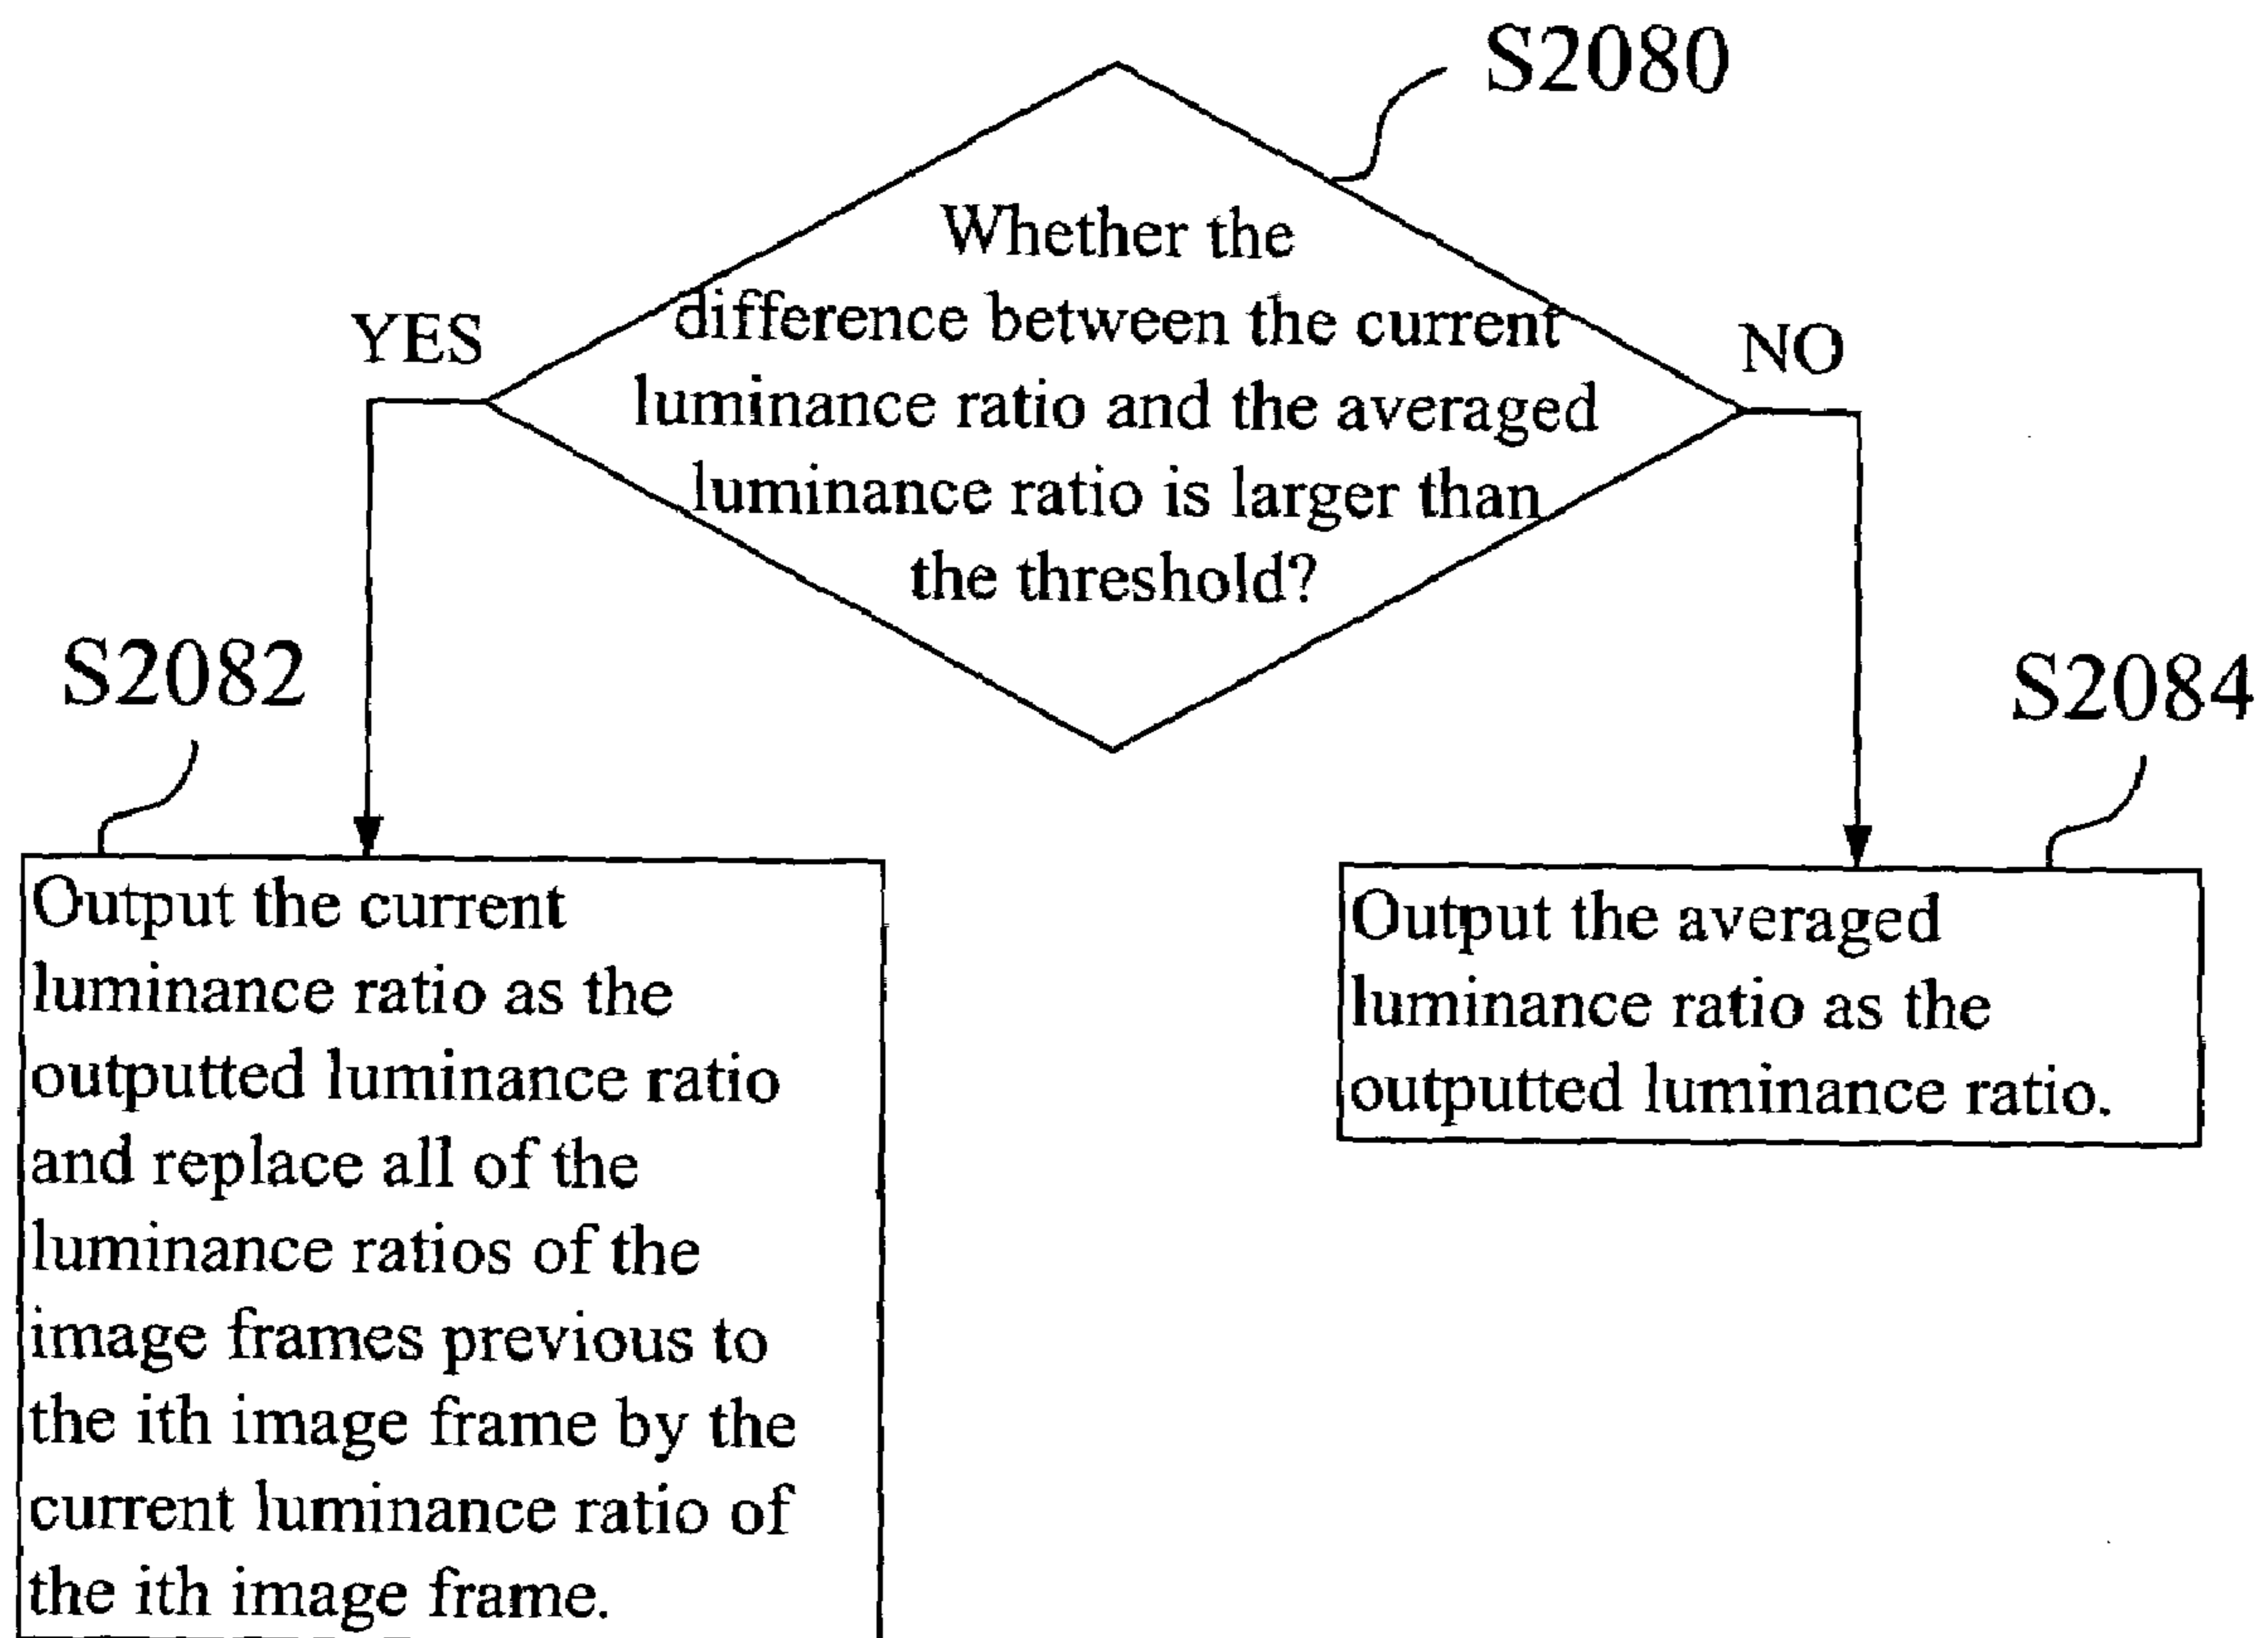 S2080
Whether the
difference between the current
luminance ratio and the averaged
luminance ratio is larger than
the threshold?
YES
NO
S2082
Output the current
luminance ratio as the
outputted luminance ratio
and replace all of the
luminance ratios of the
image frames previous to
the ith image frame by the
current luminance ratio of
the ith image frame.
S2084
Output the averaged
luminance ratio as the
outputted luminance ratio.